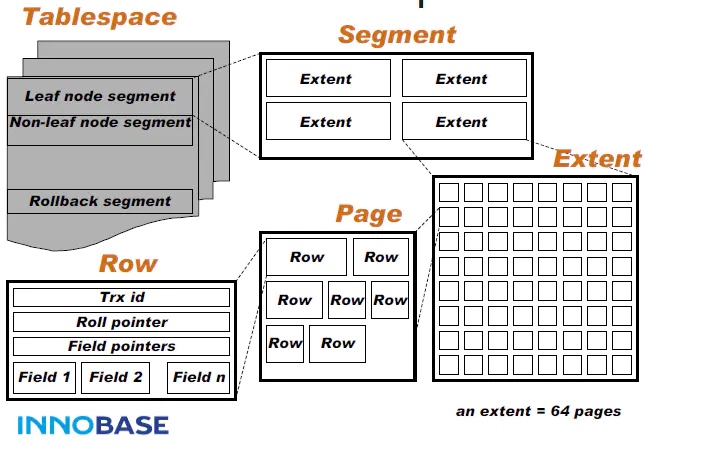 Tablespace
Leaf node segment
Non-leaf node segment
Rollback segment
Segment
Extent Extent
Extent Extent
Extent
an extent = 64 pages
Page
Row Row
Row Row Row
Row Row
Row
Trx id
Roll pointer
Field pointers
Field 1 Field 2 Field n
INNOBASE